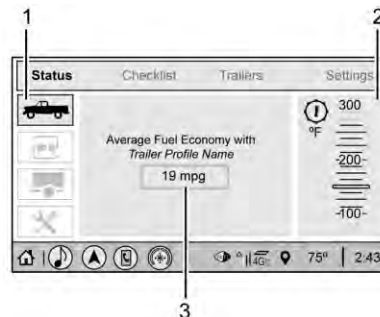 1
2
Status Checklist Trailers Settings
300
°F
Average Fuel Economy with
Trailer Profile Name
200
19 mpg
100
4G
75° 2:43
3